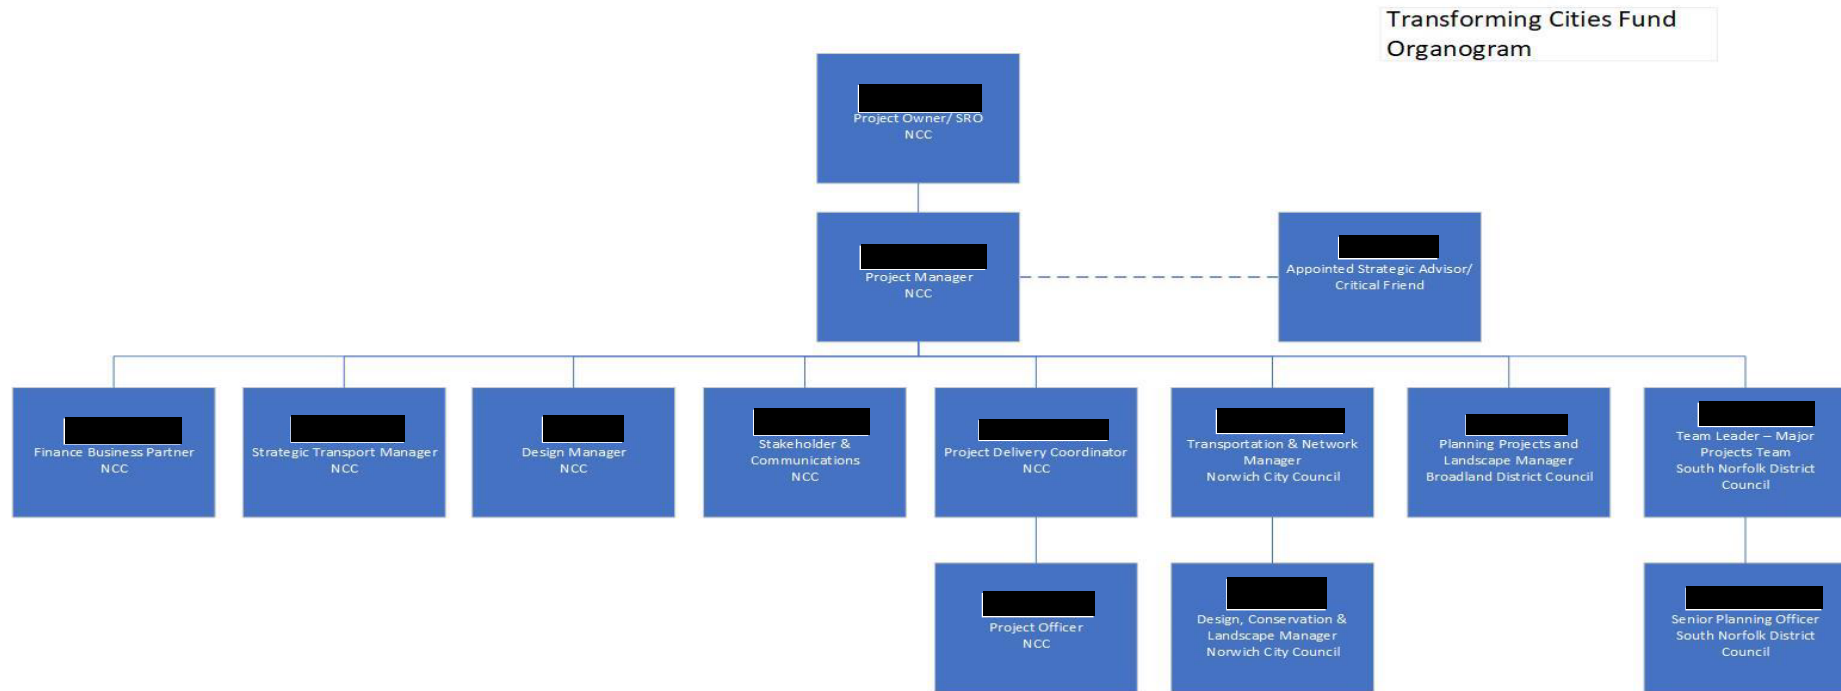 Transforming Cities Fund
Organogram
Project Owner/ SRO
NCC
Project Manager
NCC
Appointed Strategic Advisor/
Critical Friend
Finance Business Partner
NCC
Strategic Transport Manager
NCC
Design Manager
NCC
Stakeholder &
Communications
NCC
Project Delivery Coordinator
NCC
Transportation & Network
Manager
Norwich City Council
Planning Projects and
Landscape Manager
Broadland District Council
Team Leader – Major
Projects Team
South Norfolk District
Council
Project Officer
NCC
Design, Conservation &
Landscape Manager
Norwich City Council
Senior Planning Officer
South Norfolk District
Council